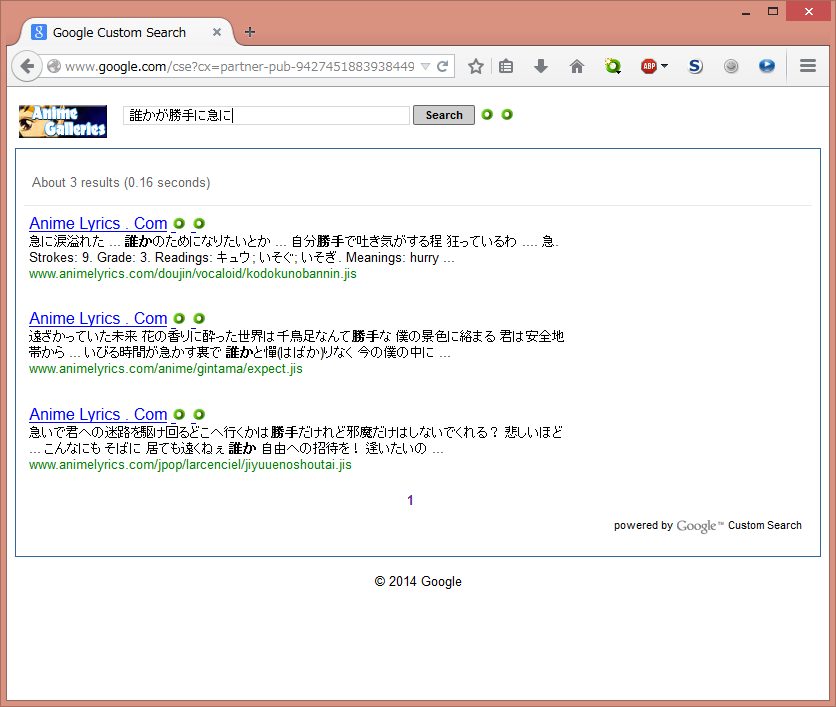 Google Custom Search
www.google.com/cse?cx=partner-pub-9427451883938449
ABP
S
Anime
Galleries
誰かが勝手に急に
Search
About 3 results (0.16 seconds)
Anime Lyrics . Com
急に涙溢れた ... 誰かのためになりたいとか ... 自分勝手で吐き気がする程 狂っているわ .... 急.
Strokes: 9. Grade: 3. Readings: キュウ; いそぐ; いそぎ. Meanings: hurry ...
www.animelyrics.com/doujin/vocaloid/kodokunobannin.jis
Anime Lyrics . Com
遠ざかっていた未来 花の香りに酔った世界は千鳥足なんて勝手な 僕の景色に絡まる 君は安全地
帯から ... いびる時間が急かす裏で 誰かと憚(はばか)りなく 今の僕の中に ...
www.animelyrics.com/anime/gintama/expect.jis
Anime Lyrics . Com
急いで君への迷路を駆け回るどこへ行くかは勝手だけれど邪魔だけはしないでくれる？ 悲しいほど
... こんなにも そばに 居ても遠くねぇ誰か 自由への招待を！ 逢いたいの ...
www.animelyrics.com/jpop/larcenciel/jiyuuenoshoutai.jis
1
powered by Google™ Custom Search
© 2014 Google